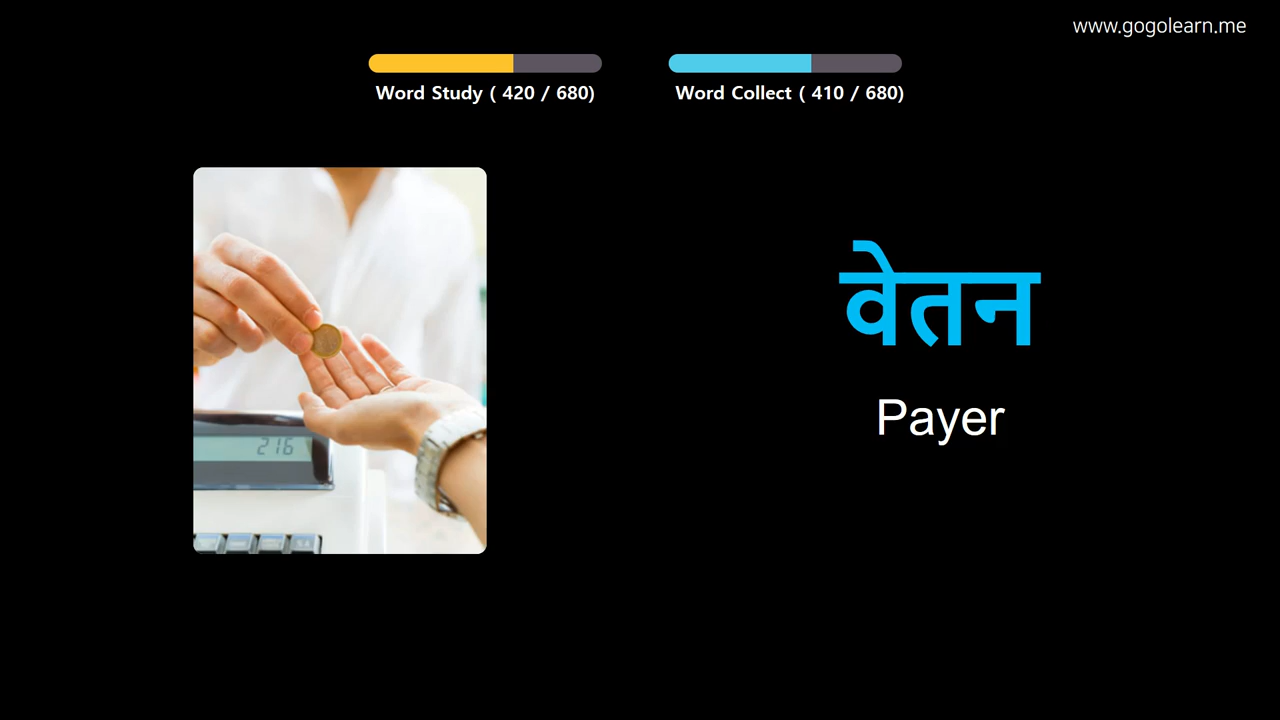 www.gogolearn.me
Word Study ( 420 / 680)
Word Collect ( 410 / 680)
वेतन
Payer
216